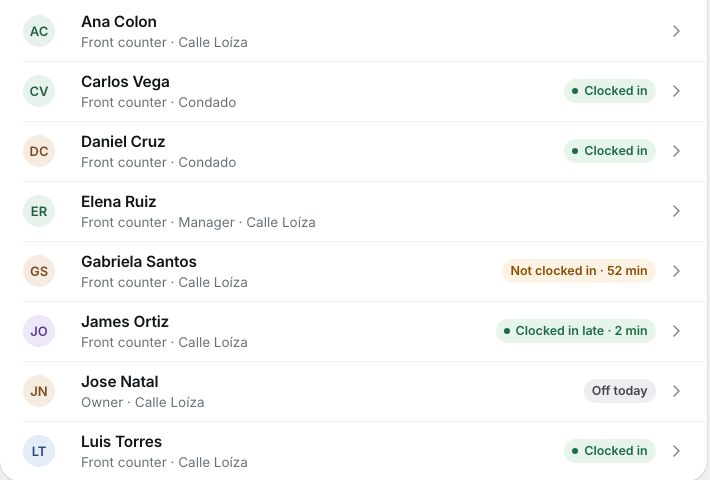 AC
Ana Colon
Front counter · Calle Loíza
CV
Carlos Vega
Front counter · Condado
Clocked in
DC
Daniel Cruz
Front counter · Condado
Clocked in
ER
Elena Ruiz
Front counter · Manager · Calle Loíza
GS
Gabriela Santos
Front counter · Calle Loíza
Not clocked in · 52 min
JO
James Ortiz
Front counter · Calle Loíza
Clocked in late · 2 min
JN
Jose Natal
Owner · Calle Loíza
Off today
LT
Luis Torres
Front counter · Calle Loíza
Clocked in